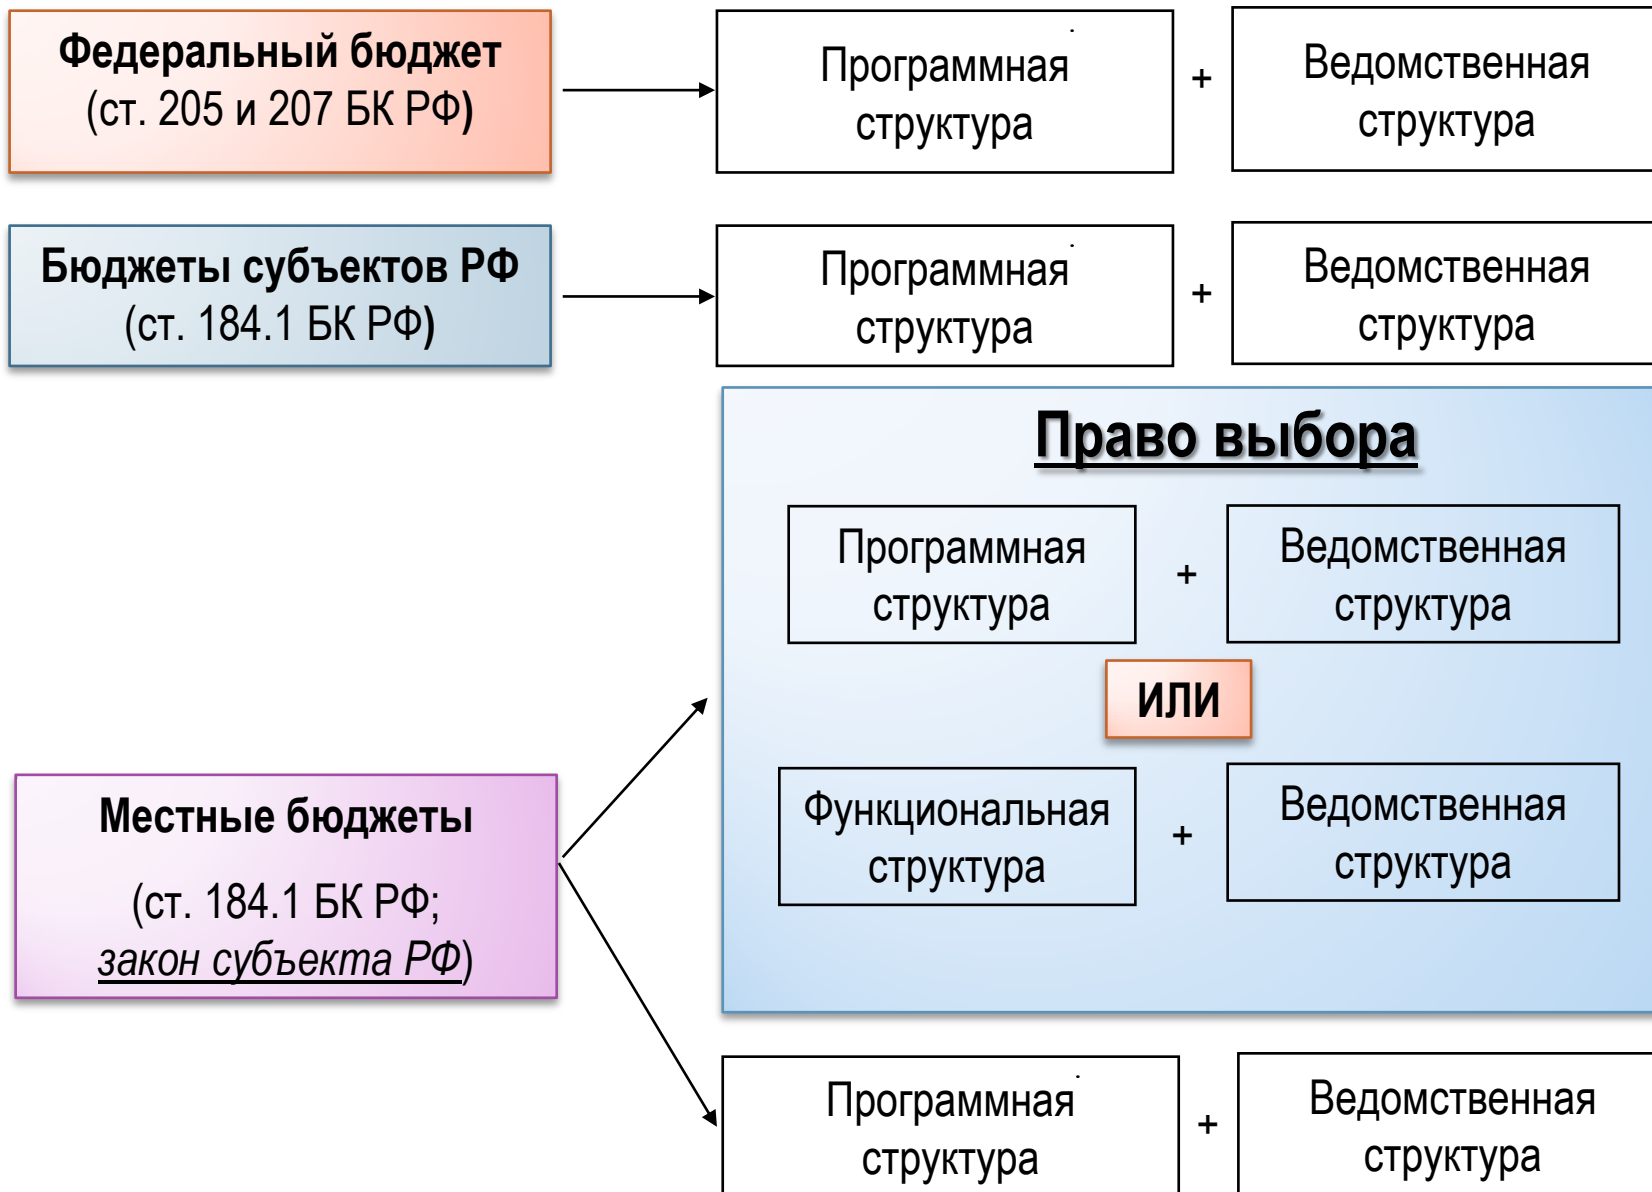 Федеральный бюджет
(ст. 205 и 207 БК РФ)
Программная
структура
+
Ведомственная
структура
Бюджеты субъектов РФ
(ст. 184.1 БК РФ)
Программная
структура
+
Ведомственная
структура
Право выбора
Программная
структура
+
Ведомственная
структура
ИЛИ
Функциональная
структура
+
Ведомственная
структура
Местные бюджеты
(ст. 184.1 БК РФ;
закон субъекта РФ)
Программная
структура
+
Ведомственная
структура